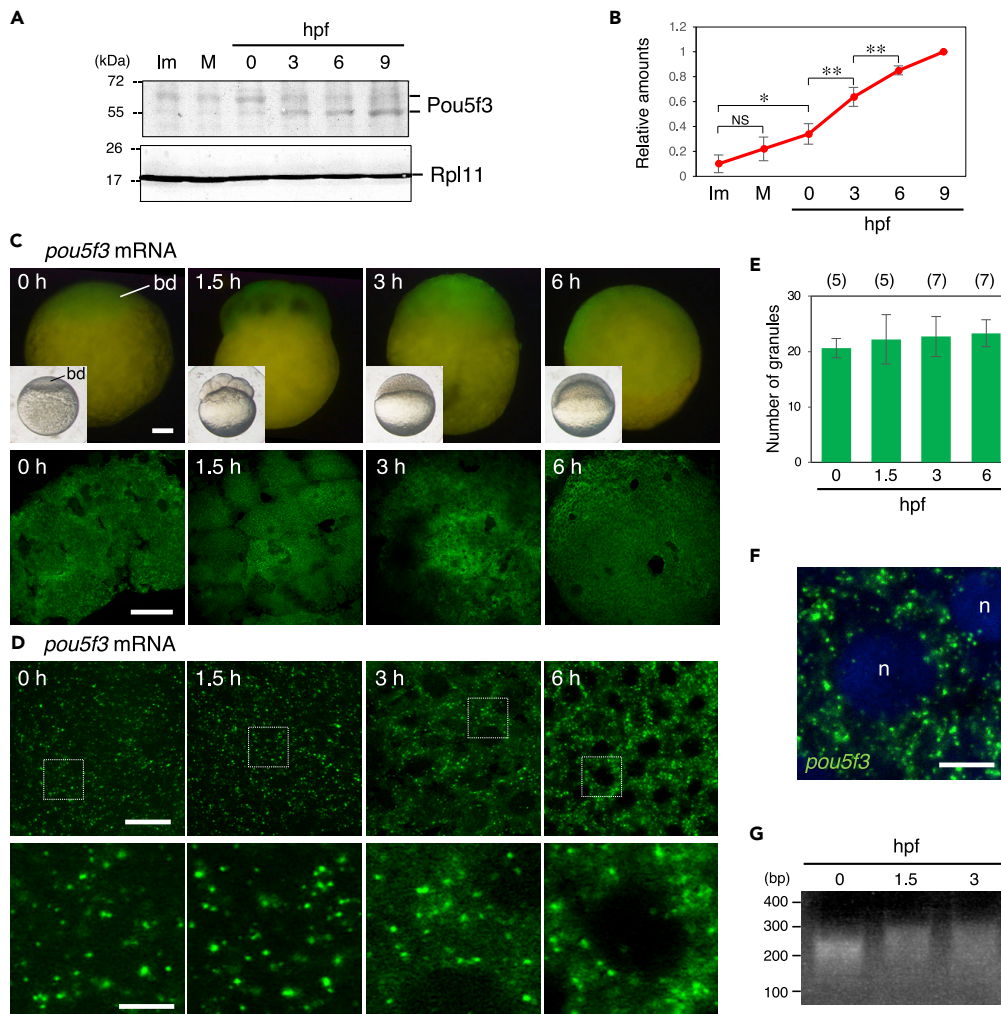 A
hpf
(kDa) Im M 0 3 6 9
72
55
Pou5f3
26
17
Rpl11
B
Relative amounts
1.2
1
0.8
0.6
0.4
0.2
0
NS
*
**
**
Im M 0 3 6 9
hpf
C
pou5f3 mRNA
0 h 1.5 h 3 h 6 h
bd
bd
0 h 1.5 h 3 h 6 h
D
pou5f3 mRNA
0 h 1.5 h 3 h 6 h
E
(5) (5) (7) (7)
Number of granules
30
20
10
0
0 1.5 3 6
hpf
F
n
n
pou5f3
G
hpf
(bp) 0 1.5 3
400
300
200
100